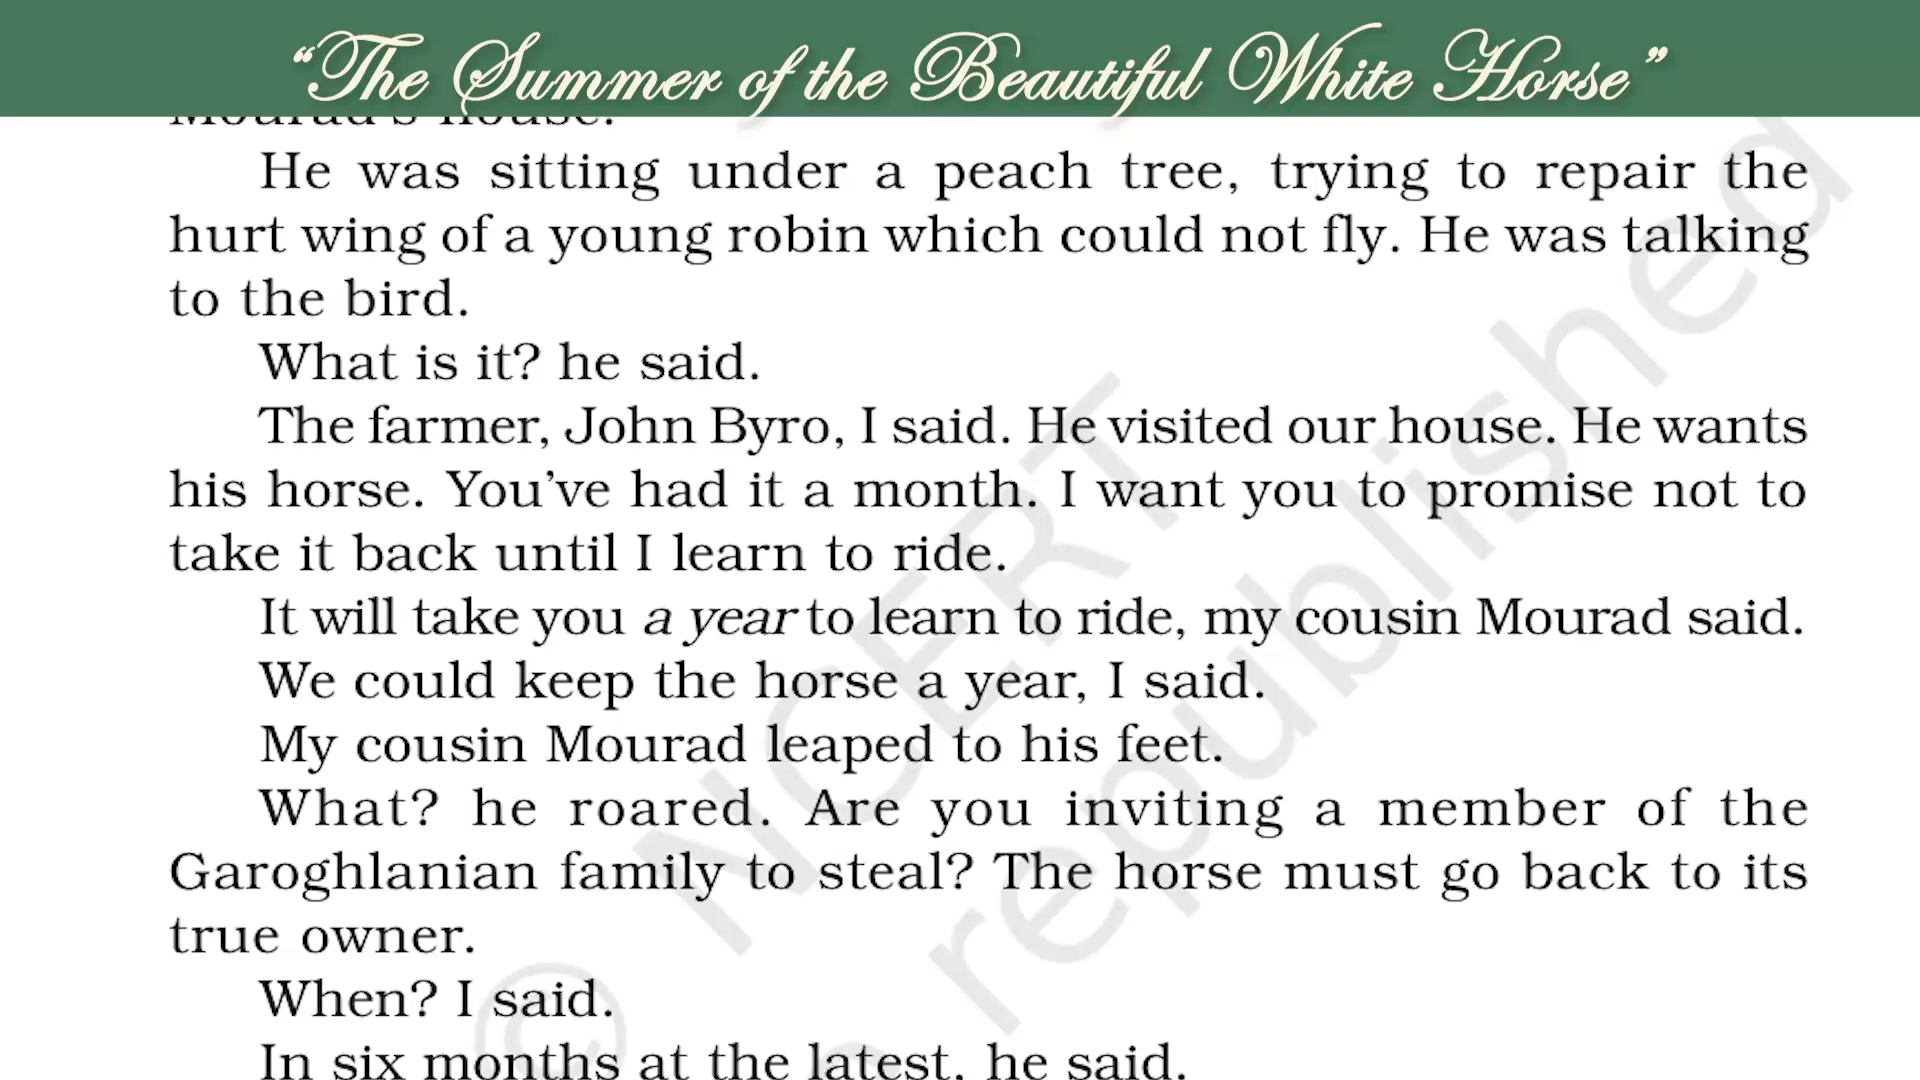 “The Summer of the Beautiful White Horse”
Mourad’s house.
He was sitting under a peach tree, trying to repair the
hurt wing of a young robin which could not fly. He was talking
to the bird.
What is it? he said.
The farmer, John Byro, I said. He visited our house. He wants
his horse. You’ve had it a month. I want you to promise not to
take it back until I learn to ride.
It will take you a year to learn to ride, my cousin Mourad said.
We could keep the horse a year, I said.
My cousin Mourad leaped to his feet.
What? he roared. Are you inviting a member of the
Garoghlanian family to steal? The horse must go back to its
true owner.
When? I said.
In six months at the latest, he said.
© NCERT
republished